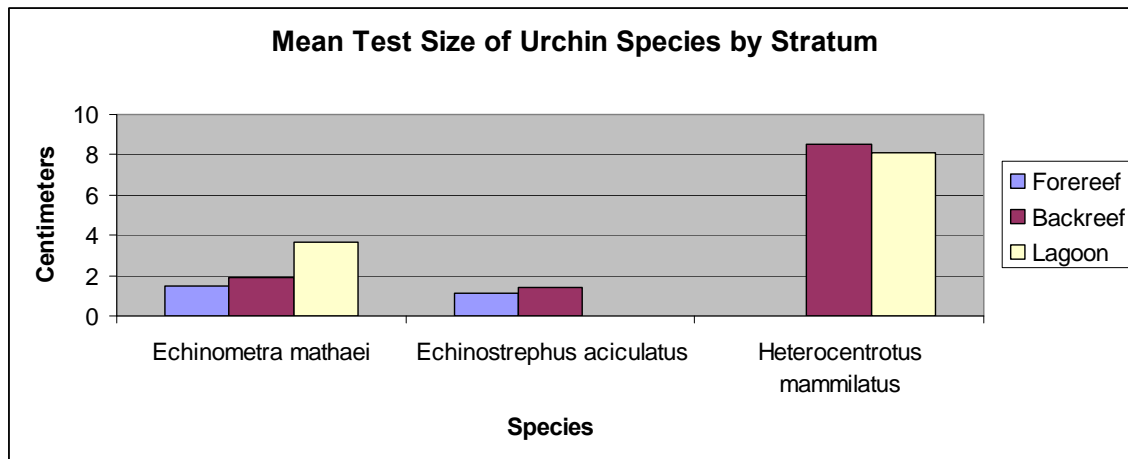 Mean Test Size of Urchin Species by Stratum
10
8
6
4
2
0
Centimeters
Echinometra mathaei
Echinostrephus aciculatus
Heterocentrotus
mammilatus
Species
Forereef
Backreef
Lagoon